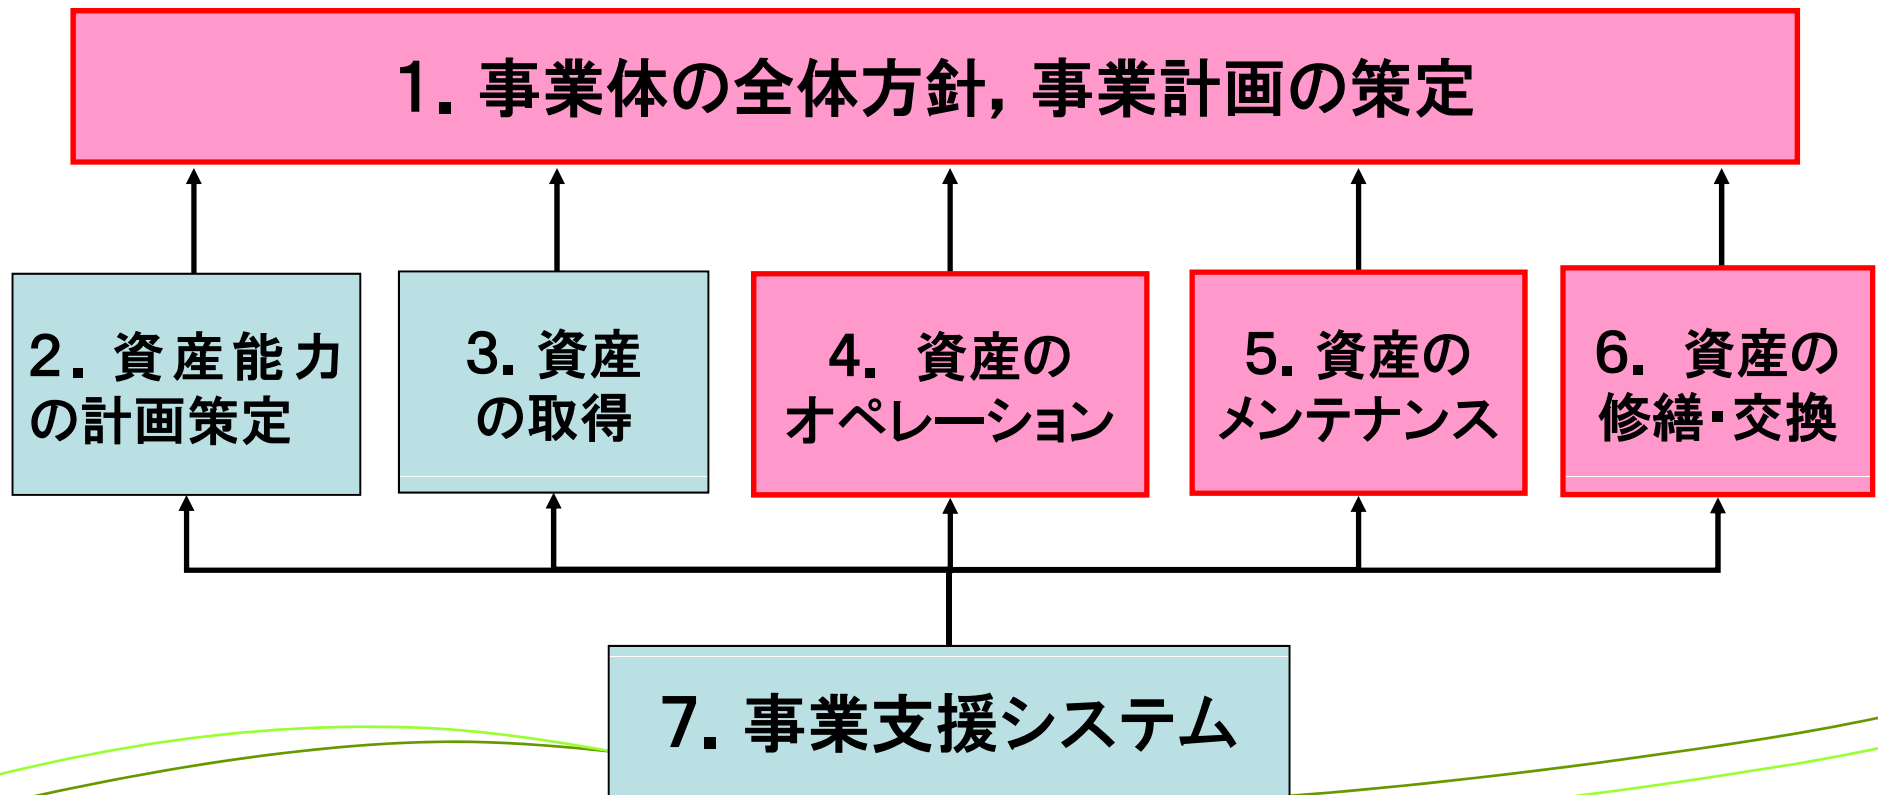 1. 事業体の全体方針, 事業計画の策定
2. 資産能力
の計画策定
3. 資産
の取得
4. 資産の
オペレーション
5. 資産の
メンテナンス
6. 資産の
修繕・交換
7. 事業支援システム